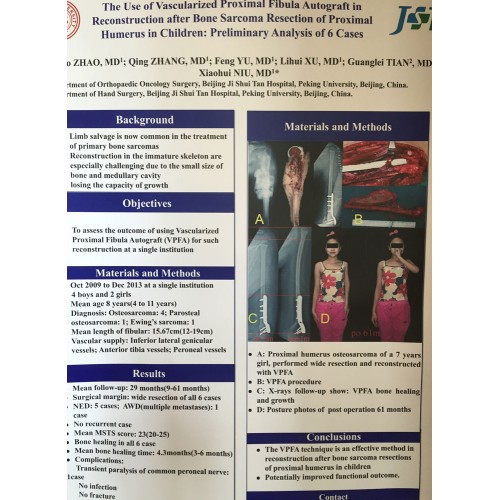 The Use of Vascularized Proximal Fibula Autograft in
Reconstruction after Bone Sarcoma Resection of Proximal
Humerus in Children: Preliminary Analysis of 6 Cases
ZHAO, MD¹; Qing ZHANG, MD¹; Feng YU, MD¹; Lihui XU, MD¹; Guanglei TIAN², MD
Xiaohui NIU, MD¹*
rtment of Orthopaedic Oncology Surgery, Beijing Ji Shui Tan Hospital, Peking University, Beijing, China.
rtment of Hand Surgery, Beijing Ji Shui Tan Hospital, Peking University, Beijing, China.
Background
Limb salvage is now common in the treatment
of primary bone sarcomas
Reconstruction in the immature skeleton are
especially challenging due to the small size of
bone and medullary cavity
losing the capacity of growth
Objectives
To assess the outcome of using Vascularized
Proximal Fibula Autograft (VPFA) for such
reconstruction at a single institution
Materials and Methods
Oct 2009 to Dec 2013 at a single institution
4 boys and 2 girls
Mean age 8 years(4 to 11 years)
Diagnosis: Osteosarcoma: 4; Parosteal
osteosarcoma: 1; Ewing's sarcoma: 1
Mean length of fibular: 15.67cm(12-19cm)
Vascular supply: Inferior lateral genicular
vessels; Anterior tibia vessels; Peroneal vessels
Results
Mean follow-up: 29 months(9-61 months)
Surgical margin: wide resection of all 6 cases
NED: 5 cases; AWD(multiple metastases): 1
case
No recurrent case
Mean MSTS score: 23(20-25)
Bone healing in all 6 case
Mean bone healing time: 4.3months(3-6 months)
Complications:
Transient paralysis of common peroneal nerve:
1case
No infection
No fracture
Materials and Methods
A
B
C
D
po 61m
• A: Proximal humerus osteosarcoma of a 7 years
girl, performed wide resection and reconstructed
with VPFA
• B: VPFA procedure
• C: X-rays follow-up show: VPFA bone healing
and growth
• D: Posture photos of post operation 61 months
Conclusions
• The VPFA technique is an effective method in
reconstruction after bone sarcoma resections
of proximal humerus in children
• Potentially improved functional outcome.
Contact